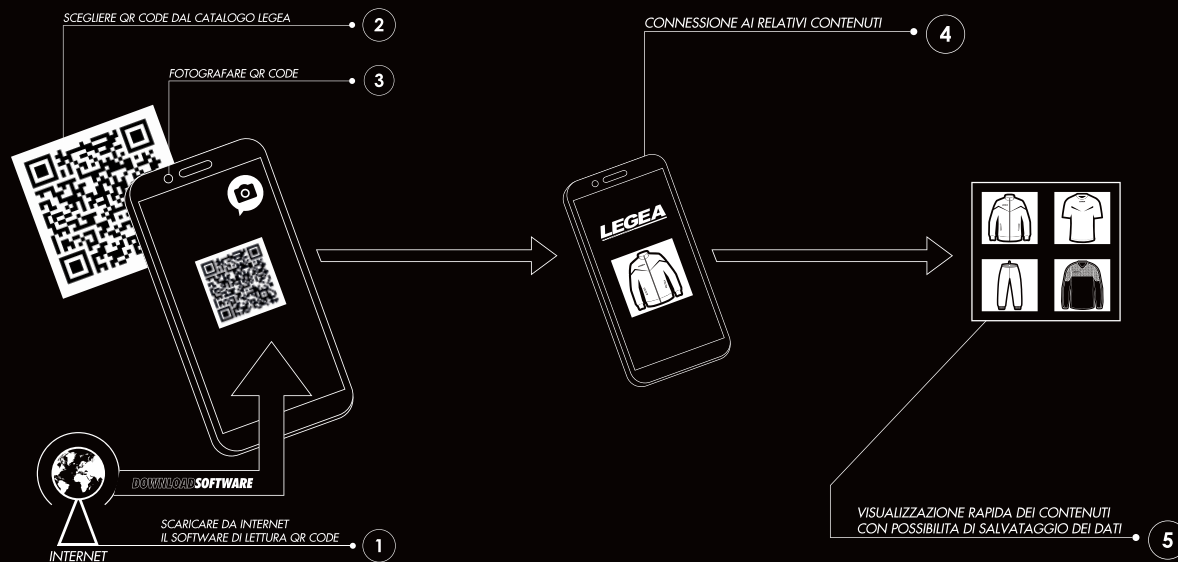 SCEGLIERE QR CODE DAL CATALOGO LEGEA
2
FOTOGRAFARE QR CODE
3
CONNESSIONE AI RELATIVI CONTENUTI
4
LEGEA
DOWNLOADSOFTWARE
SCARICARE DA INTERNET
IL SOFTWARE DI LETTURA QR CODE
1
INTERNET
VISUALIZZAZIONE RAPIDA DEI CONTENUTI
CON POSSIBILITA DI SALVATAGGIO DEI DATI
5